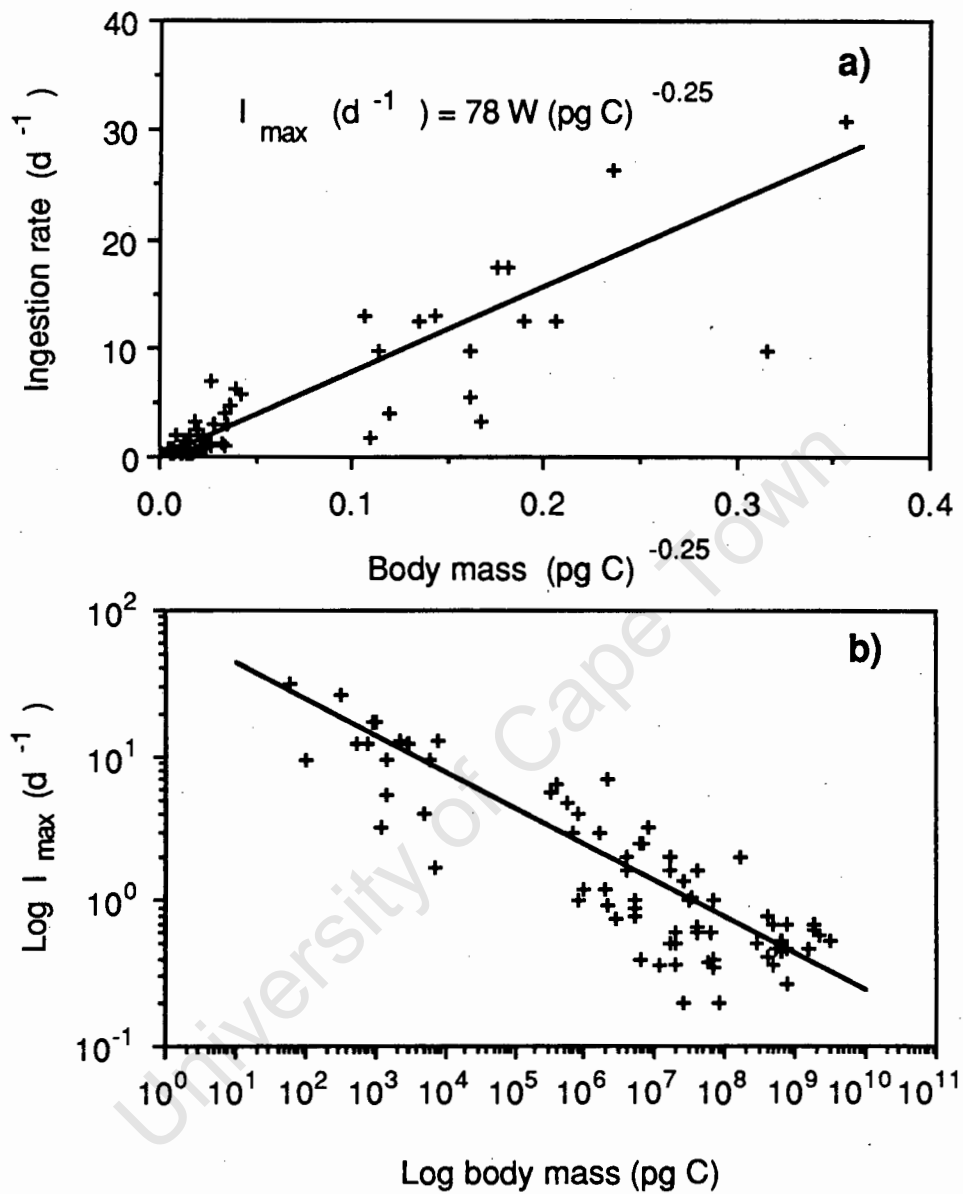 a)
I max (d -1 ) = 78 W (pg C) -0.25
Ingestion rate (d -1 )
40
30
20
10
0
0.0 0.1 0.2 0.3 0.4
Body mass (pg C) -0.25
b)
Log I max (d -1 )
10 2
10 1
10 0
10 -1
10 0 10 1 10 2 10 3 10 4 10 5 10 6 10 7 10 8 10 9 10 10 10 11
Log body mass (pg C)
University of Cape Town